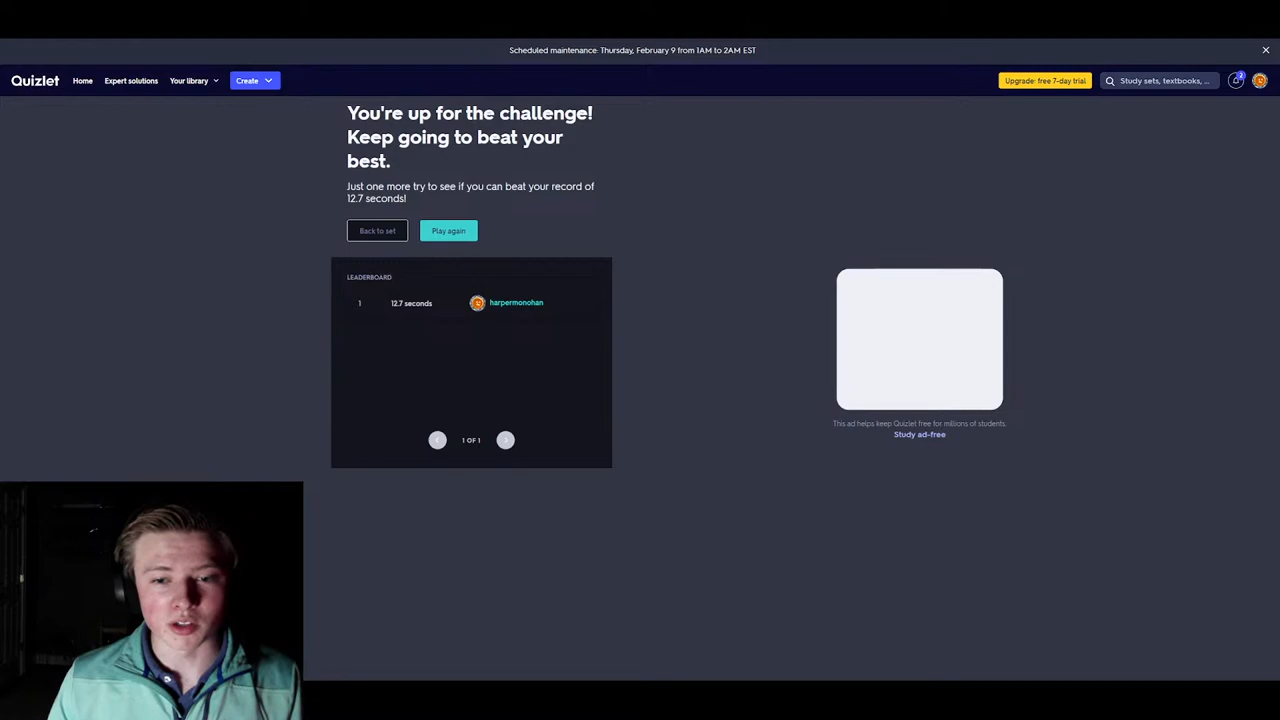 Scheduled maintenance: Thursday, February 9 from 1AM to 2AM EST
Quizlet Home Expert solutions Your library Create Upgrade: free 7-day trial Study sets, textbooks, ... 2
You're up for the challenge!
Keep going to beat your
best.
Just one more try to see if you can beat your record of
12.7 seconds!
Back to set Play again
LEADERBOARD
1 12.7 seconds harpermonohan
1 OF 1
This ad helps keep Quizlet free for millions of students.
Study ad-free